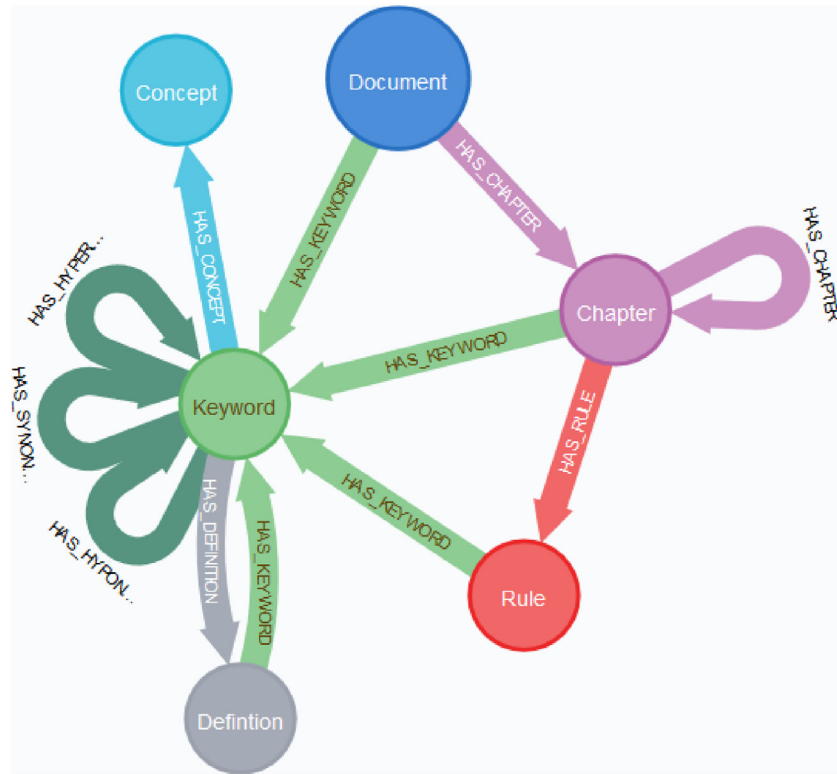 Document
Concept
HAS_CHAPTER
HAS_KEYWORD
HAS_CONCEPT
HAS_CHAPTER
HAS_HYPER...
Chapter
HAS_KEYWORD
Keyword
HAS_SYNON...
HAS_RULE
HAS_KEYWORD
HAS_DEFINITION
HAS_KEYWORD
HAS_HYPON...
Rule
Defintion